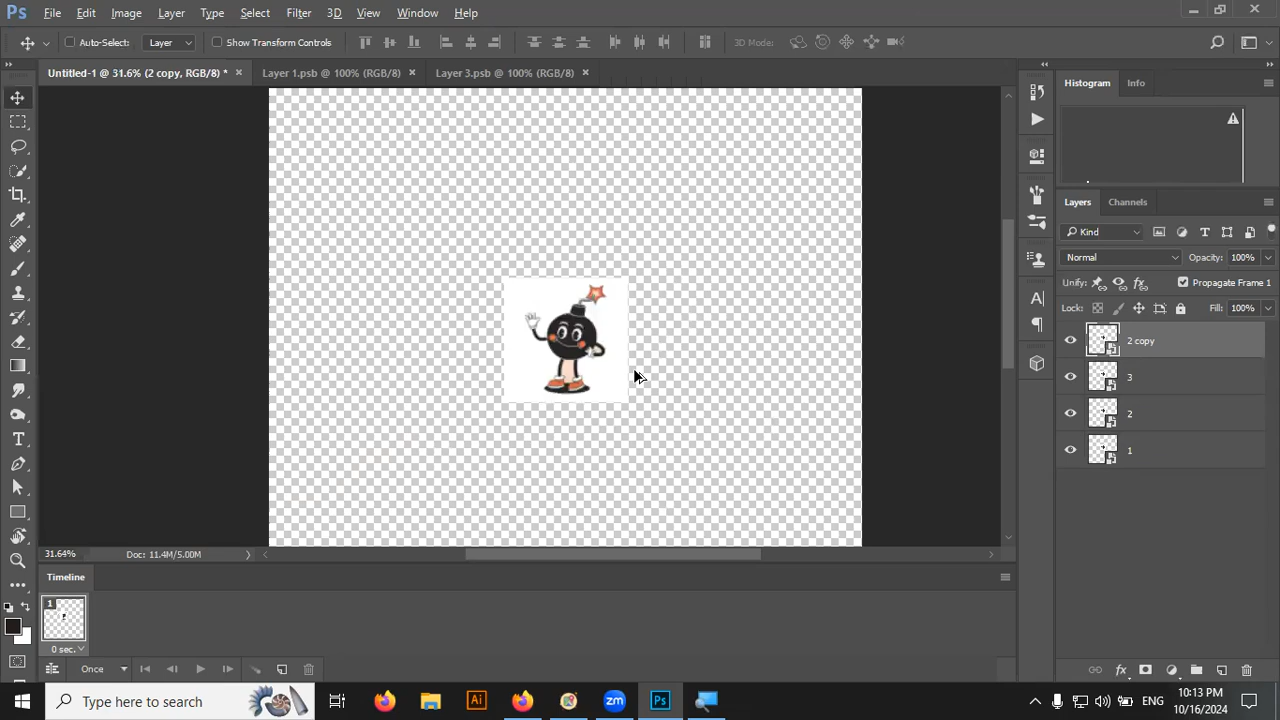 Ps File Edit Image Layer Type Select Filter 3D View Window Help
Auto-Select: Layer Show Transform Controls 3D Mode:
Untitled-1 @ 31.6% (2 copy, RGB/8) * × Layer 1.psb @ 100% (RGB/8) × Layer 3.psb @ 100% (RGB/8) ×
Histogram Info
Layers Channels
Kind
Normal Opacity: 100%
Unify: Propagate Frame 1
Lock: Fill: 100%
2 copy
3
2
1
31.64% Doc: 11.4M/5.00M
Timeline
1
0 sec.
Once
Type here to search
Ai
zm
Ps
ENG
10:13 PM
10/16/2024